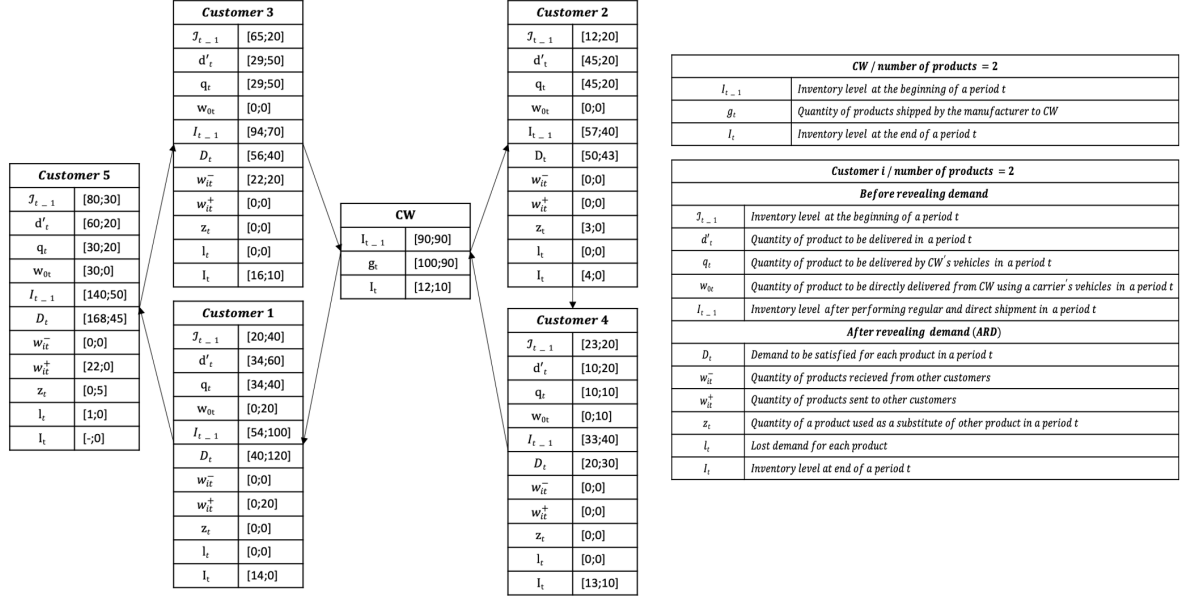 Customer 3
ℐt _ 1 [65;20]
d′t [29;50]
qt [29;50]
w0t [0;0]
It _ 1 [94;70]
Dt [56;40]
w−it [22;20]
w+it [0;0]
zt [0;0]
lt [0;0]
It [16;10]
Customer 2
ℐt _ 1 [12;20]
d′t [45;20]
qt [45;20]
w0t [0;0]
It _ 1 [57;40]
Dt [50;43]
w−it [0;0]
w+it [0;0]
zt [3;0]
lt [0;0]
It [4;0]
Customer 5
ℐt _ 1 [80;30]
d′t [60;20]
qt [30;20]
w0t [30;0]
It _ 1 [140;50]
Dt [168;45]
w−it [0;0]
w+it [22;0]
zt [0;5]
lt [1;0]
It [-;0]
CW
It _ 1 [90;90]
gt [100;90]
It [12;10]
Customer 1
ℐt _ 1 [20;40]
d′t [34;60]
qt [34;40]
w0t [0;20]
It _ 1 [54;100]
Dt [40;120]
w−it [0;0]
w+it [0;20]
zt [0;0]
lt [0;0]
It [14;0]
Customer 4
ℐt _ 1 [23;20]
d′t [10;20]
qt [10;10]
w0t [0;10]
It _ 1 [33;40]
Dt [20;30]
w−it [0;0]
w+it [0;0]
zt [0;0]
lt [0;0]
It [13;10]
CW / number of products = 2
It−1 Inventory level at the beginning of a period t
gt Quantity of products shipped by the manufacturer to CW
It Inventory level at the end of a period t
Customer i / number of products = 2
Before revealing demand
ℐt−1 Inventory level at the beginning of a period t
d′t Quantity of product to be delivered in a period t
qt Quantity of product to be delivered by CW's vehicles in a period t
w0t Quantity of product to be directly delivered from CW using a carrier's vehicles in a period t
It−1 Inventory level after performing regular and direct shipment in a period t
After revealing demand (ARD)
Dt Demand to be satisfied for each product in a period t
w−it Quantity of products recieved from other customers
w+it Quantity of products sent to other customers
zt Quantity of a product used as a substitute of other product in a period t
lt Lost demand for each product
It Inventory level at end of a period t